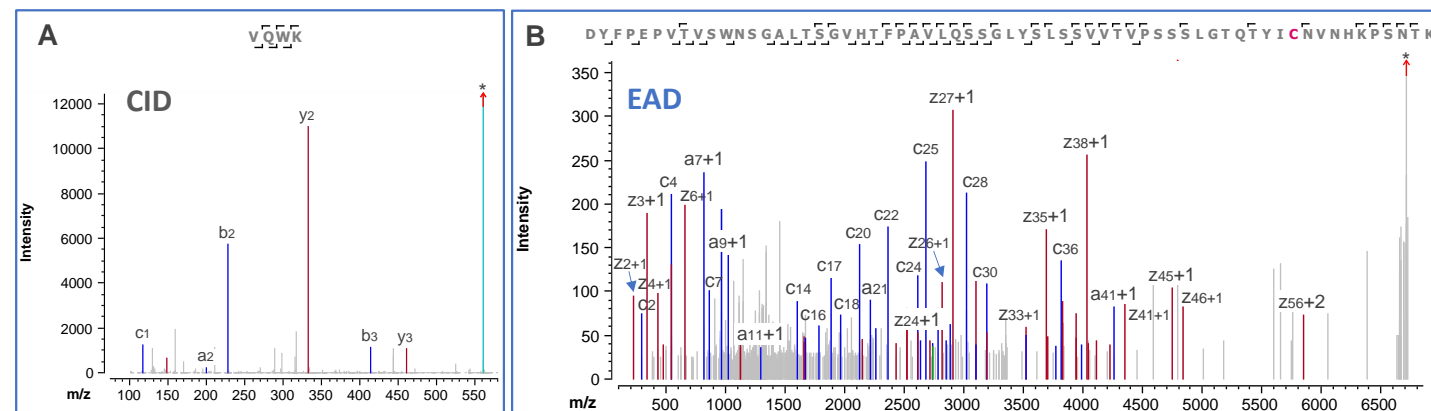 A
VQWK
CID
Intensity
12000
10000
8000
6000
4000
2000
0
c1
a2
b2
y2
b3
y3
*
m/z
100 150 200 250 300 350 400 450 500 550
B
DYFPEPVTVSWNSGALTSGVHTFPAVLQSSGLYSLSSVVTVPSSSLGTQTYICNVNHKPSNTK
EAD
Intensity
350
300
250
200
150
100
50
0
z2+1
c2
z3+1
z4+1
c4
z6+1
a7+1
c7
a9+1
a11+1
c14
c16
c17
c18
c20
a21
c22
c24
z24+1
c25
z26+1
z27+1
c28
c30
z33+1
z35+1
c36
z38+1
a41+1
z41+1
z45+1
z46+1
z56+2
*
m/z
500 1000 1500 2000 2500 3000 3500 4000 4500 5000 5500 6000 6500